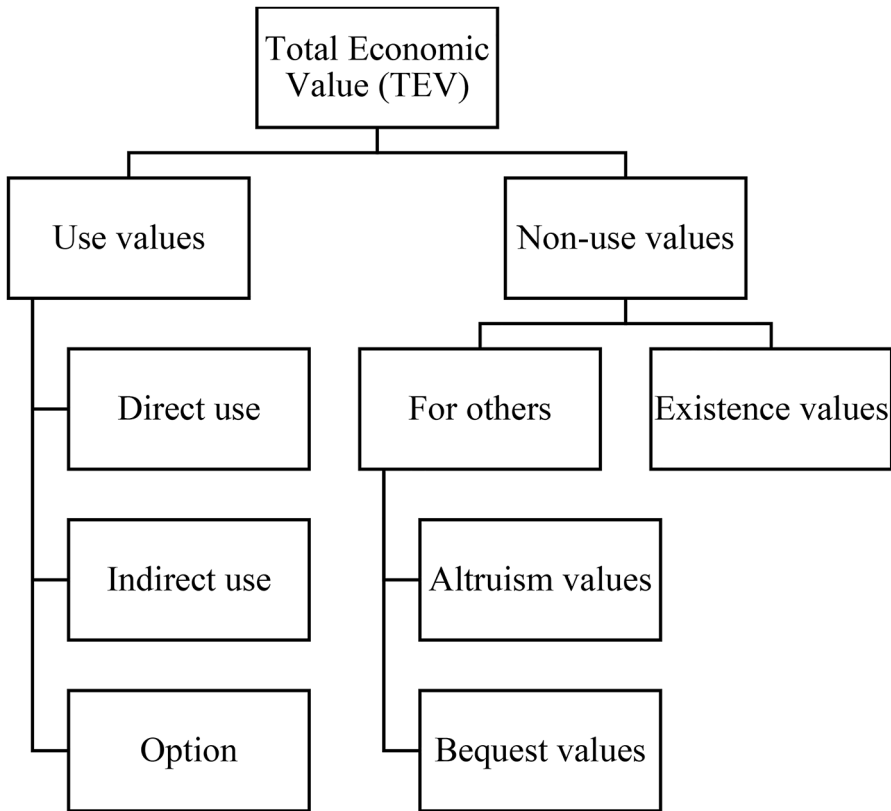 Total Economic
Value (TEV)
Use values
Non-use values
Direct use
For others
Existence values
Indirect use
Altruism values
Option
Bequest values